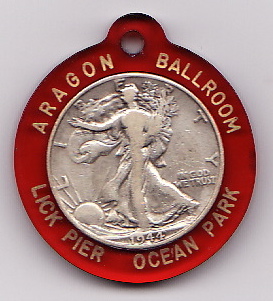 ARAGON BALLROOM
LICK PIER OCEAN PARK
LIBERTY
IN GOD
WE TRUST
1944